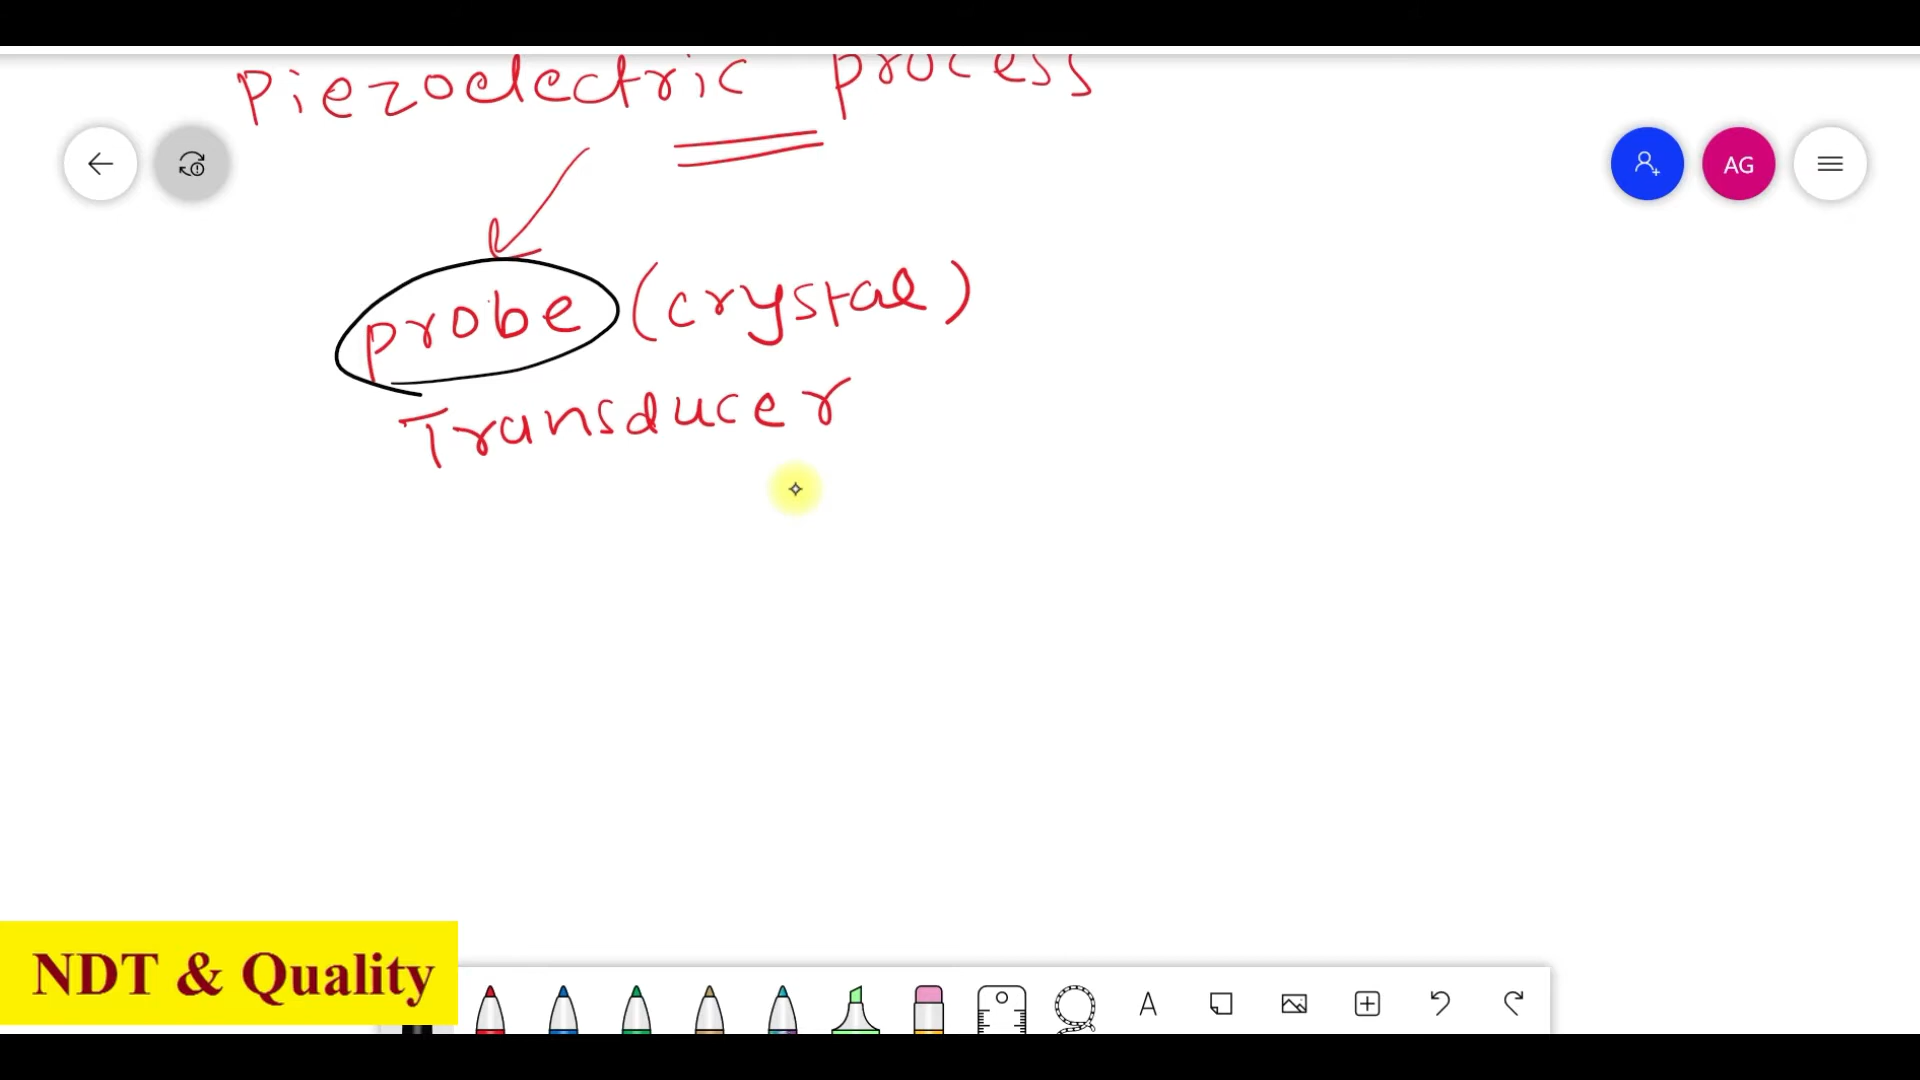 Piezoelectric process
AG
probe (crystal)
Transducer
NDT & Quality
A